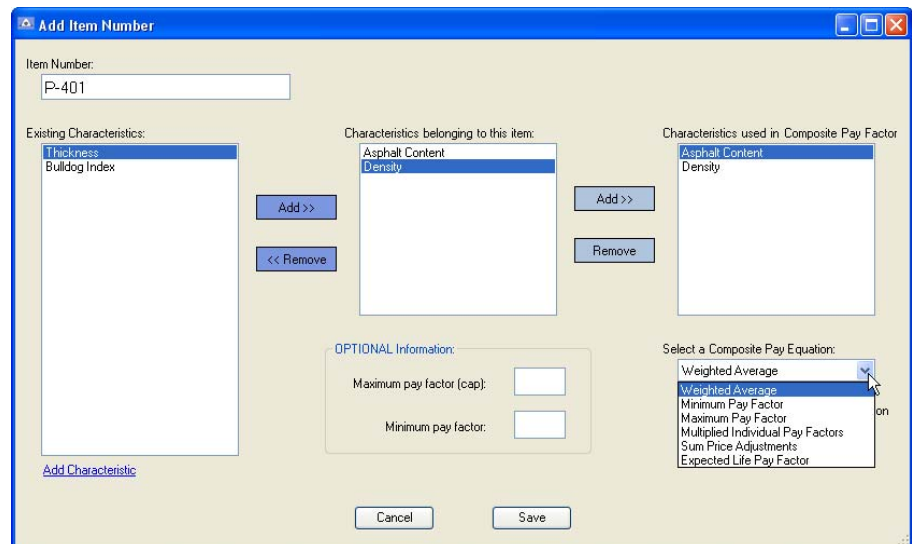 Add Item Number
Item Number:
P-401
Existing Characteristics:
Thickness
Bulldog Index
Add >>
<< Remove
Characteristics belonging to this item:
Asphalt Content
Density
Add >>
Remove
Characteristics used in Composite Pay Factor
Asphalt Content
Density
OPTIONAL Information:
Maximum pay factor (cap):
Minimum pay factor:
Select a Composite Pay Equation:
Weighted Average
Weighted Average
Minimum Pay Factor
Maximum Pay Factor
Multiplied Individual Pay Factors
Sum Price Adjustments
Expected Life Pay Factor
on
Add Characteristic
Cancel
Save